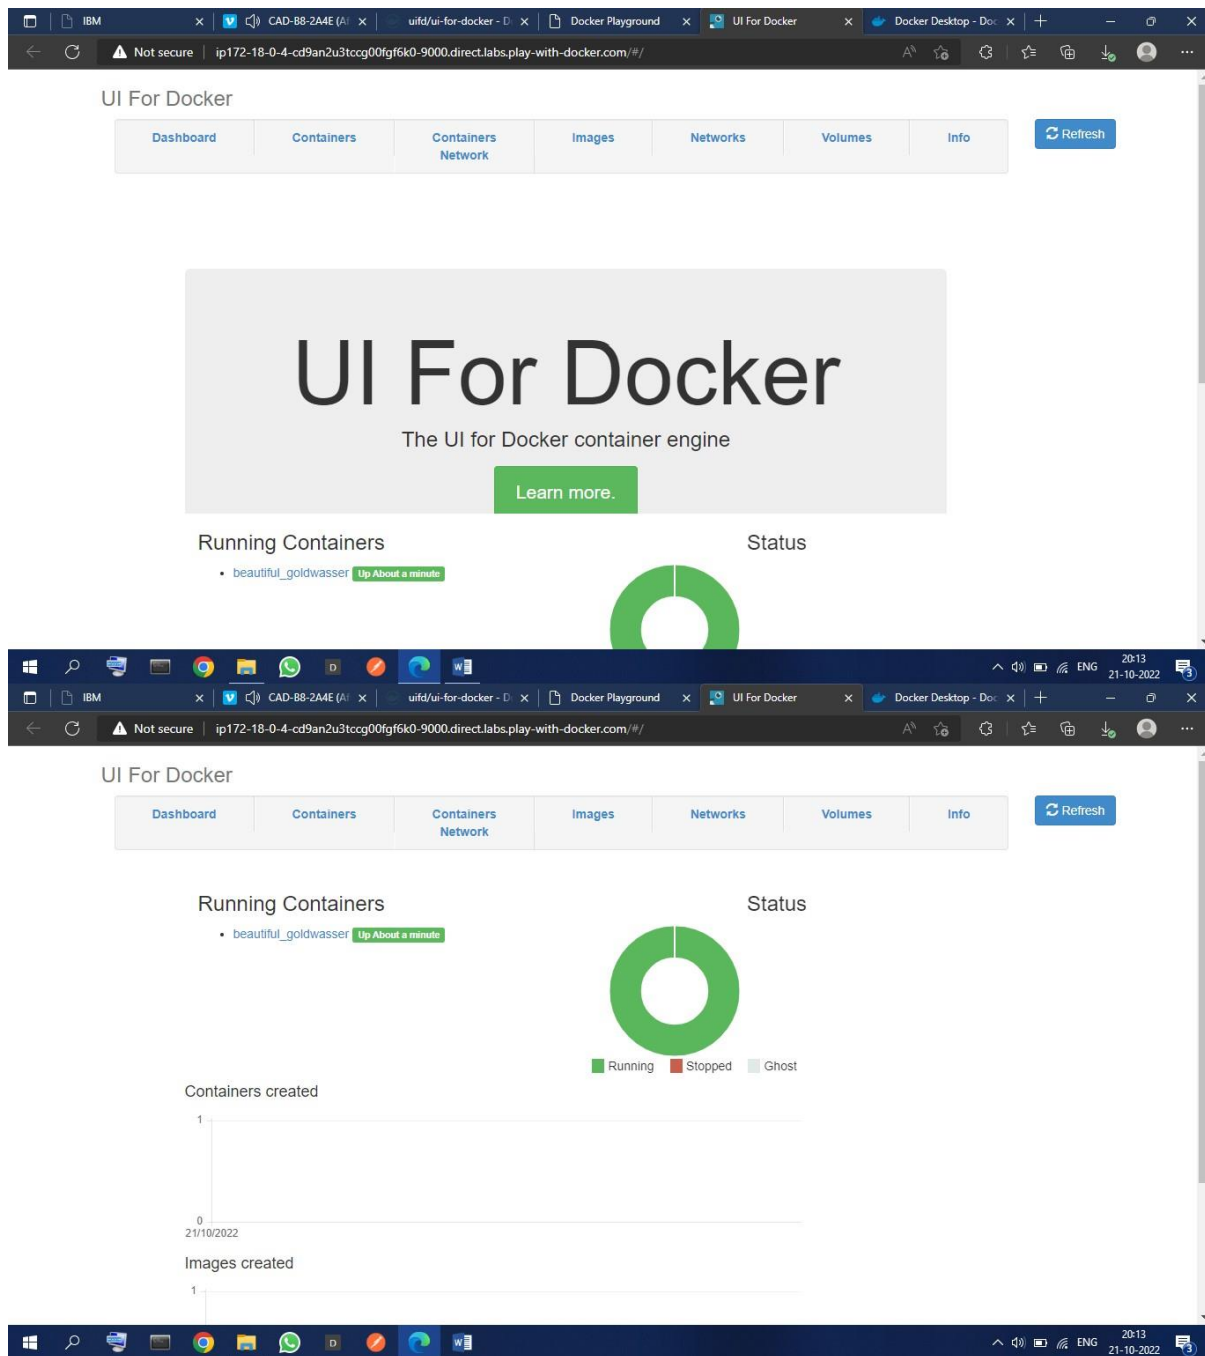 IBM CAD-B8-2A4E (Af uifd/ui-for-docker - D Docker Playground UI For Docker Docker Desktop - Doc
Not secure ip172-18-0-4-cd9an2u3tccg00fgf6k0-9000.direct.labs.play-with-docker.com/#/
UI For Docker
Dashboard Containers Containers Network Images Networks Volumes Info Refresh
UI For Docker
The UI for Docker container engine
Learn more.
Running Containers Status
beautiful_goldwasser Up About a minute
ENG 20:13
21-10-2022 3
IBM CAD-B8-2A4E (Af uifd/ui-for-docker - D Docker Playground UI For Docker Docker Desktop - Doc
Not secure ip172-18-0-4-cd9an2u3tccg00fgf6k0-9000.direct.labs.play-with-docker.com/#/
UI For Docker
Dashboard Containers Containers Network Images Networks Volumes Info Refresh
Running Containers Status
beautiful_goldwasser Up About a minute
Running Stopped Ghost
Containers created
1
0
21/10/2022
Images created
1
ENG 20:13
21-10-2022 3